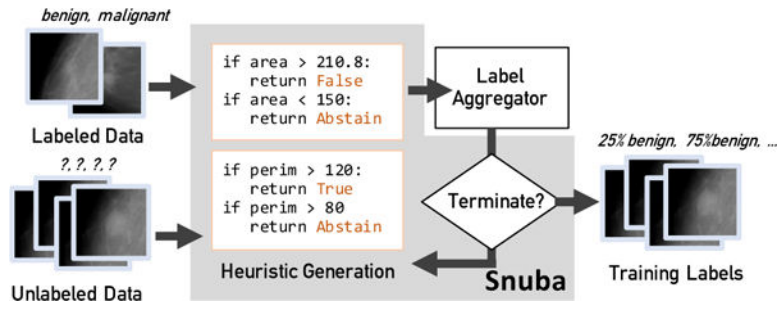 benign, malignant
Labeled Data
?, ?, ?, ?
Unlabeled Data
if area > 210.8:
return False
if area < 150:
return Abstain
if perim > 120:
return True
if perim > 80
return Abstain
Heuristic Generation
Label
Aggregator
Terminate?
Snuba
25% benign, 75%benign, ...
Training Labels